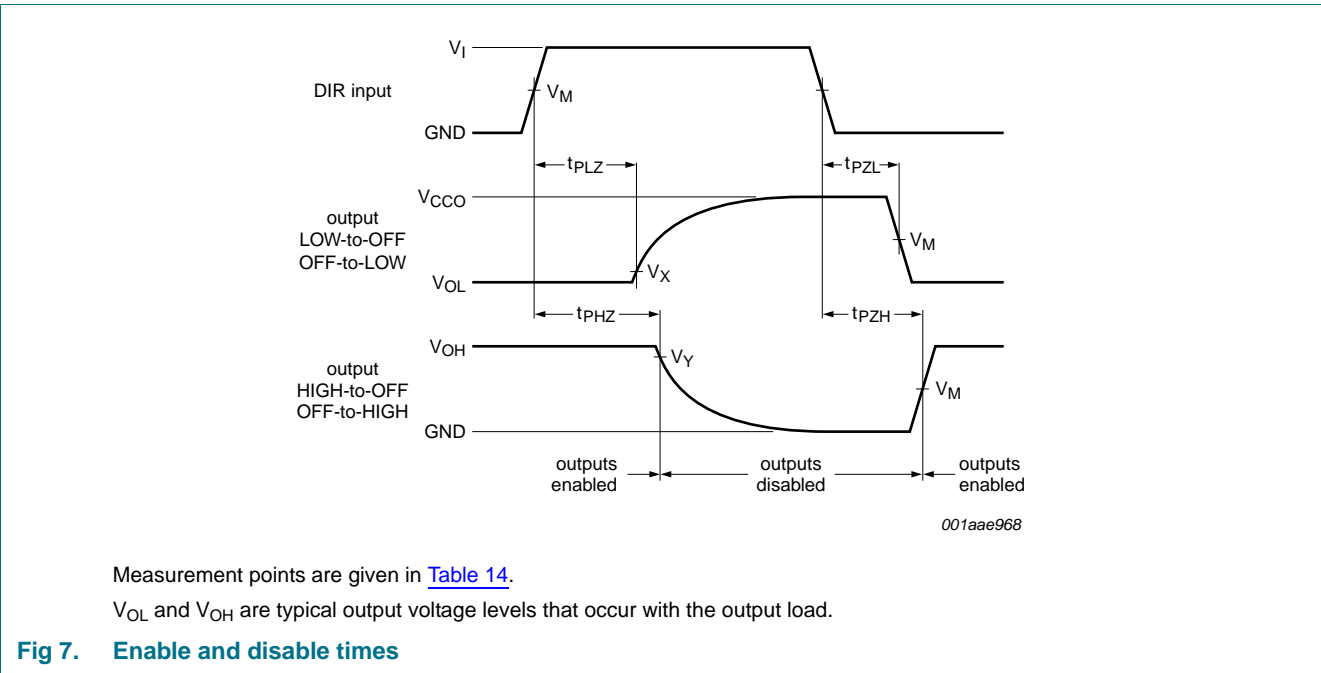 VI
DIR input
VM
GND
tPLZ
tPZL
VCCO
output
LOW-to-OFF
OFF-to-LOW
VM
VX
VOL
tPHZ
tPZH
VOH
VY
output
HIGH-to-OFF
OFF-to-HIGH
VM
GND
outputs
enabled
outputs
disabled
outputs
enabled
001aae968
Measurement points are given in Table 14.
VOL and VOH are typical output voltage levels that occur with the output load.
Fig 7. Enable and disable times